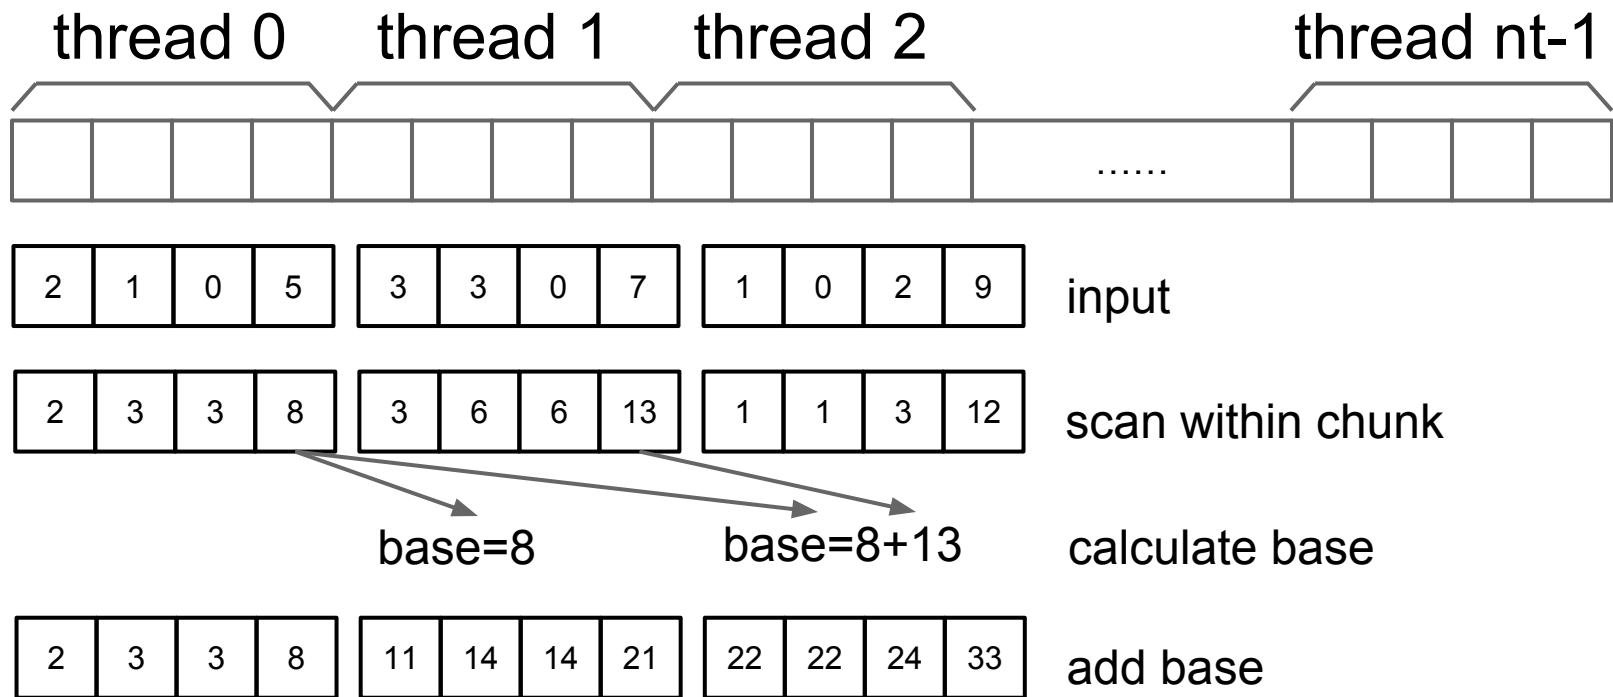 thread 0 thread 1 thread 2 thread nt-1
......
2 1 0 5 3 3 0 7 1 0 2 9 input
2 3 3 8 3 6 6 13 1 1 3 12 scan within chunk
base=8 base=8+13 calculate base
2 3 3 8 11 14 14 21 22 22 24 33 add base